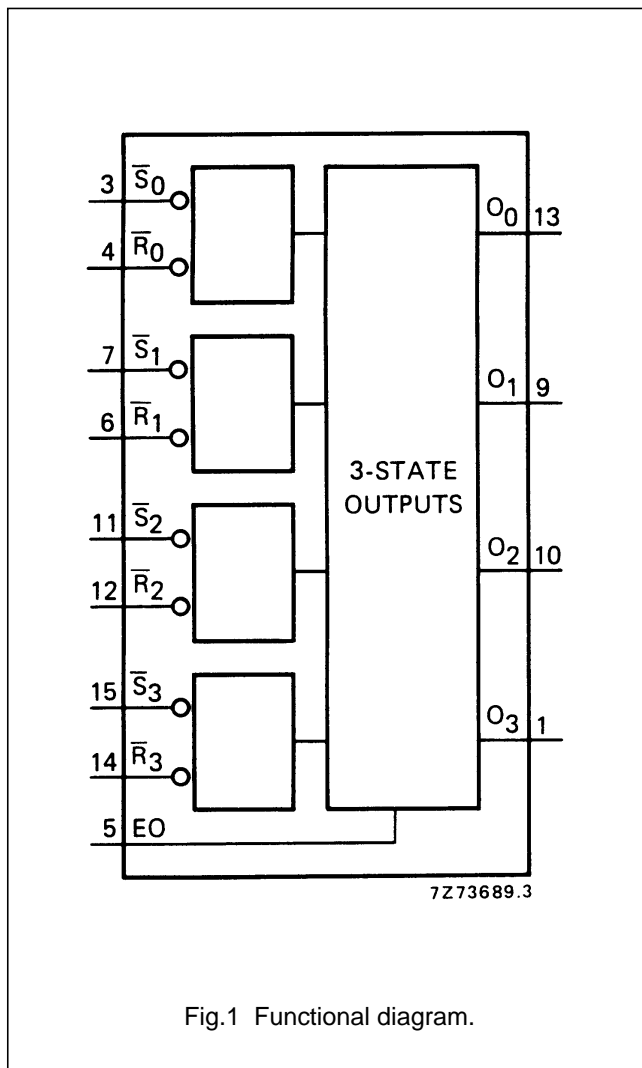 3 S̅0
4 R̅0
7 S̅1
6 R̅1
11 S̅2
12 R̅2
15 S̅3
14 R̅3
5 EO
3-STATE
OUTPUTS
O0 13
O1 9
O2 10
O3 1
7Z73689.3
Fig.1 Functional diagram.